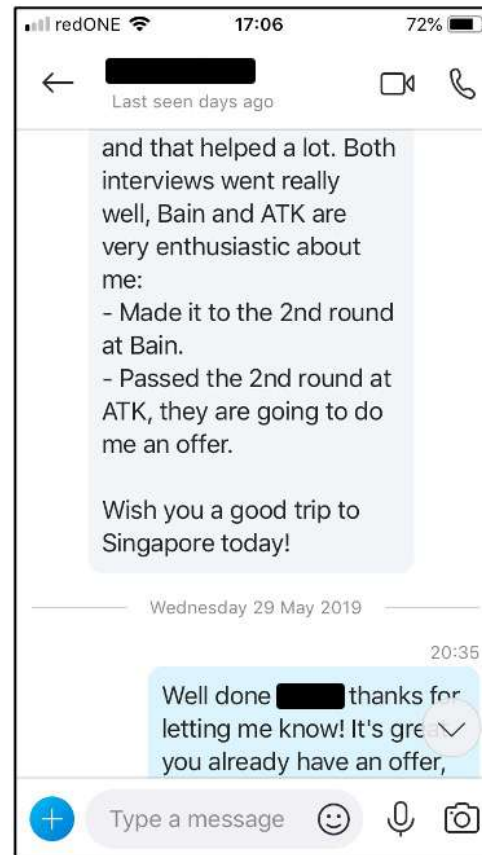 redONE 17:06 72%
Last seen days ago
and that helped a lot. Both
interviews went really
well, Bain and ATK are
very enthusiastic about
me:
- Made it to the 2nd round
at Bain.
- Passed the 2nd round at
ATK, they are going to do
me an offer.
Wish you a good trip to
Singapore today!
Wednesday 29 May 2019
20:35
Well done thanks for
letting me know! It's
you already have an offer,
Type a message